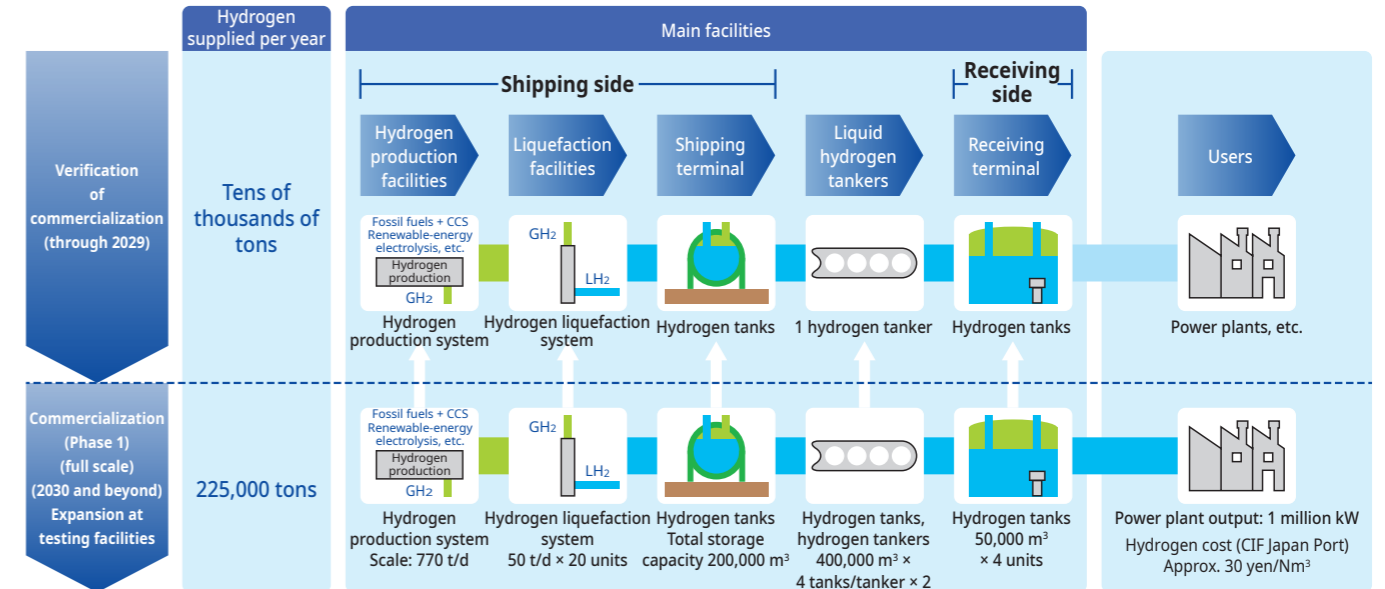 Hydrogen
supplied per year
Main facilities
Shipping side
Receiving
side
Hydrogen
production
facilities
Liquefaction
facilities
Shipping
terminal
Liquid
hydrogen
tankers
Receiving
terminal
Users
Verification
of
commercialization
(through 2029)
Tens of
thousands of
tons
Fossil fuels + CCS
Renewable-energy
electrolysis, etc.
Hydrogen
production
GH2
GH2
LH2
Hydrogen
production system
Hydrogen liquefaction
system
Hydrogen tanks
1 hydrogen tanker
Hydrogen tanks
Power plants, etc.
Commercialization
(Phase 1)
(full scale)
(2030 and beyond)
Expansion at
testing facilities
225,000 tons
Fossil fuels + CCS
Renewable-energy
electrolysis, etc.
Hydrogen
production
GH2
GH2
LH2
Hydrogen
production system
Scale: 770 t/d
Hydrogen liquefaction
system
50 t/d × 20 units
Hydrogen tanks
Total storage
capacity 200,000 m³
Hydrogen tanks,
hydrogen tankers
400,000 m³ ×
4 tanks/tanker × 2
Hydrogen tanks
50,000 m³
× 4 units
Power plant output: 1 million kW
Hydrogen cost (CIF Japan Port)
Approx. 30 yen/Nm³